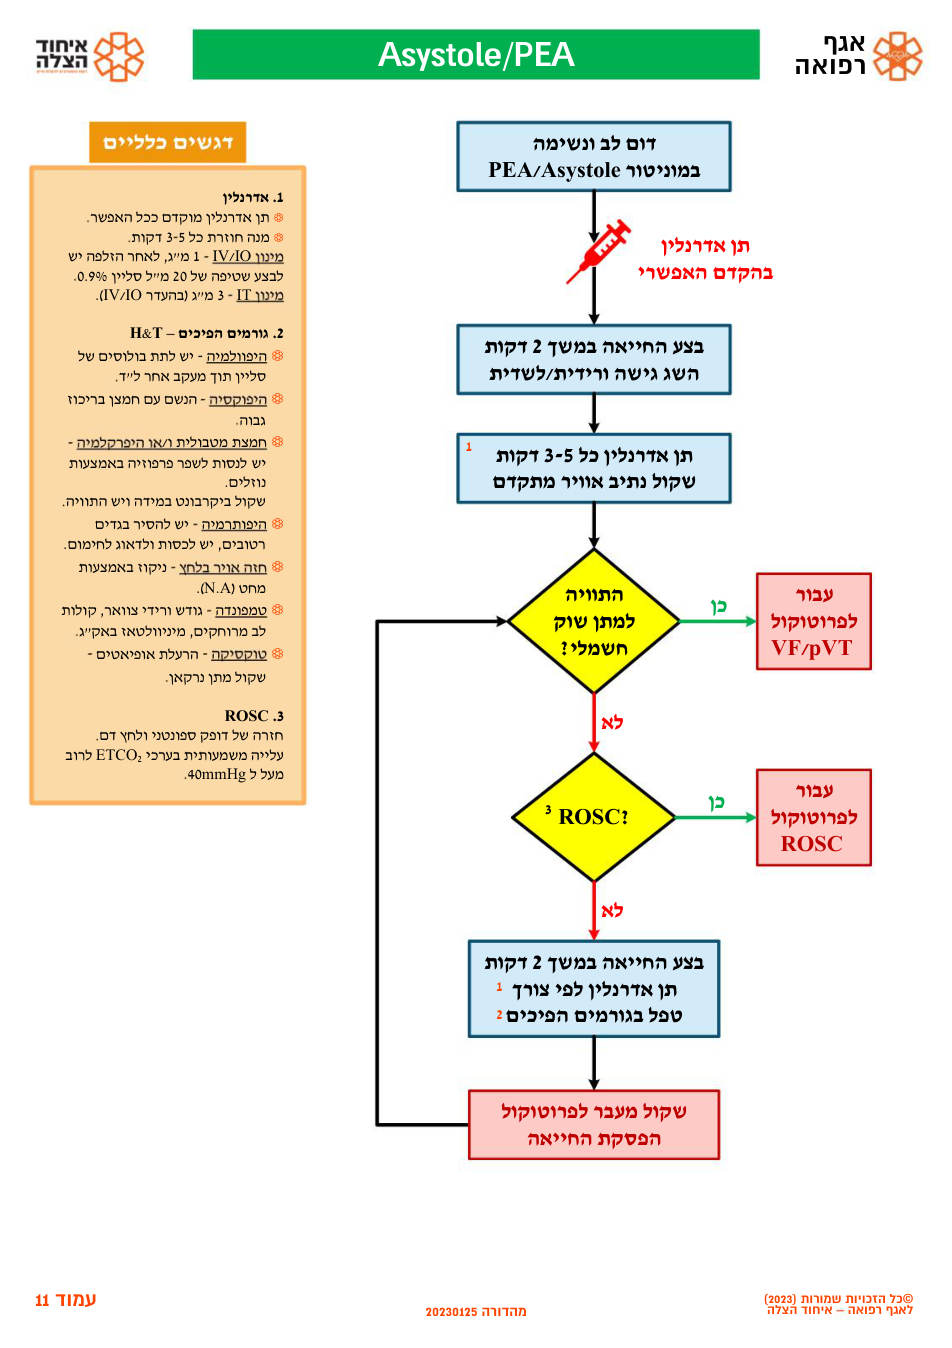 איחוד
הצלה
Asystole/PEA
אגף
רפואה
דום לב ונשימה
במוניטור PEA/Asystole
תן אדרנלין
בהקדם האפשרי
בצע החייאה במשך 2 דקות
השג גישה ורידית/לשדית
תן אדרנלין כל 3-5 דקות 1
שקול נתיב אוויר מתקדם
התוויה
למתן שוק
חשמלי?
כן
עבור
לפרוטוקול
VF/pVT
לא
ROSC? 3
כן
עבור
לפרוטוקול
ROSC
לא
בצע החייאה במשך 2 דקות
תן אדרנלין לפי צורך 1
טפל בגורמים הפיכים 2
שקול מעבר לפרוטוקול
הפסקת החייאה
דגשים כלליים
1. אדרנלין
תן אדרנלין מוקדם ככל האפשר.
מנה חוזרת כל 3-5 דקות.
מינון IV/IO - 1 מ״ג, לאחר הזלפה יש
לבצע שטיפה של 20 מ״ל סליין 0.9%.
מינון IT - 3 מ״ג (בהעדר IV/IO).
2. גורמים הפיכים – H&T
היפוולמיה - יש לתת בולוסים של
סליין תוך מעקב אחר ל״ד.
היפוקסיה - הנשם עם חמצן בריכוז
גבוה.
חמצת מטבולית ו/או היפרקלמיה -
יש לנסות לשפר פרפוזיה באמצעות
נוזלים.
שקול ביקרבונט במידה ויש התוויה.
היפותרמיה - יש להסיר בגדים
רטובים, יש לכסות ולדאוג לחימום.
חזה אויר בלחץ - ניקוז באמצעות
מחט (N.A).
טמפונדה - גודש ורידי צוואר, קולות
לב מרוחקים, מיניוולטאז באק״ג.
טוקסיקה - הרעלת אופיאטים -
שקול מתן נרקאן.
3. ROSC
חזרה של דופק ספונטני ולחץ דם.
עלייה משמעותית בערכי ETCO₂ לרוב
מעל ל 40mmHg.
©כל הזכויות שמורות (2023)
לאגף רפואה – איחוד הצלה
מהדורה 20230125
עמוד 11